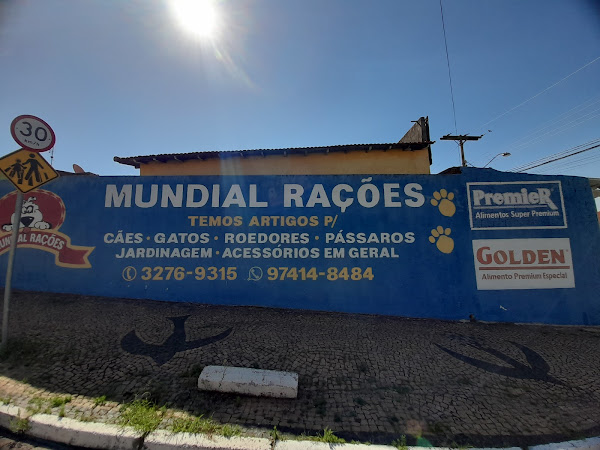 30
km/h
MUNDIAL RAÇÕES
TEMOS ARTIGOS P/
CÃES · GATOS · ROEDORES · PÁSSAROS
JARDINAGEM · ACESSÓRIOS EM GERAL
3276-9315 97414-8484
MUNDIAL RAÇÕES
PremieR
Alimentos Super Premium
GOLDEN
Alimento Premium Especial